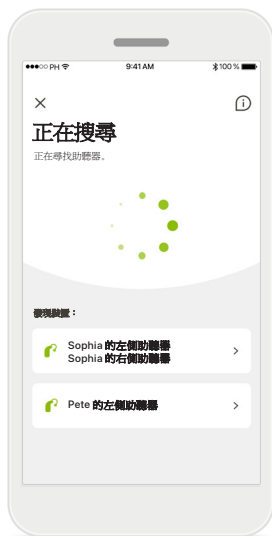 PH
9:41 AM
100 %
正在搜尋
正在尋找助聽器。
發現裝置：
Sophia 的左側助聽器
Sophia 的右側助聽器
Pete 的左側助聽器